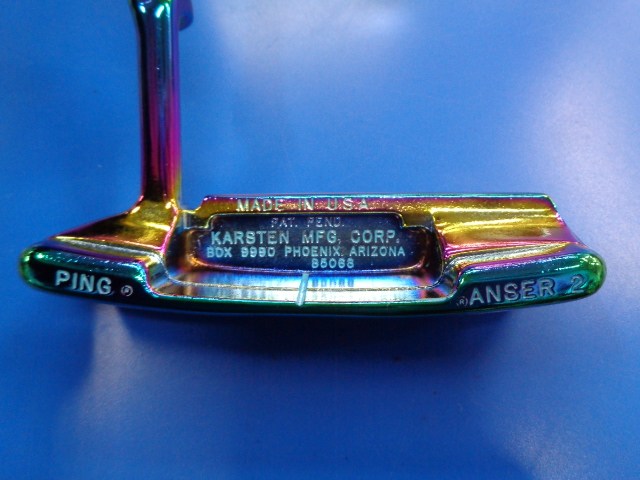 MADE IN U.S.A.
PAT. PEND.
KARSTEN MFG. CORP.
BOX 9990 PHOENIX, ARIZONA
85068
PING ®
® ANSER 2